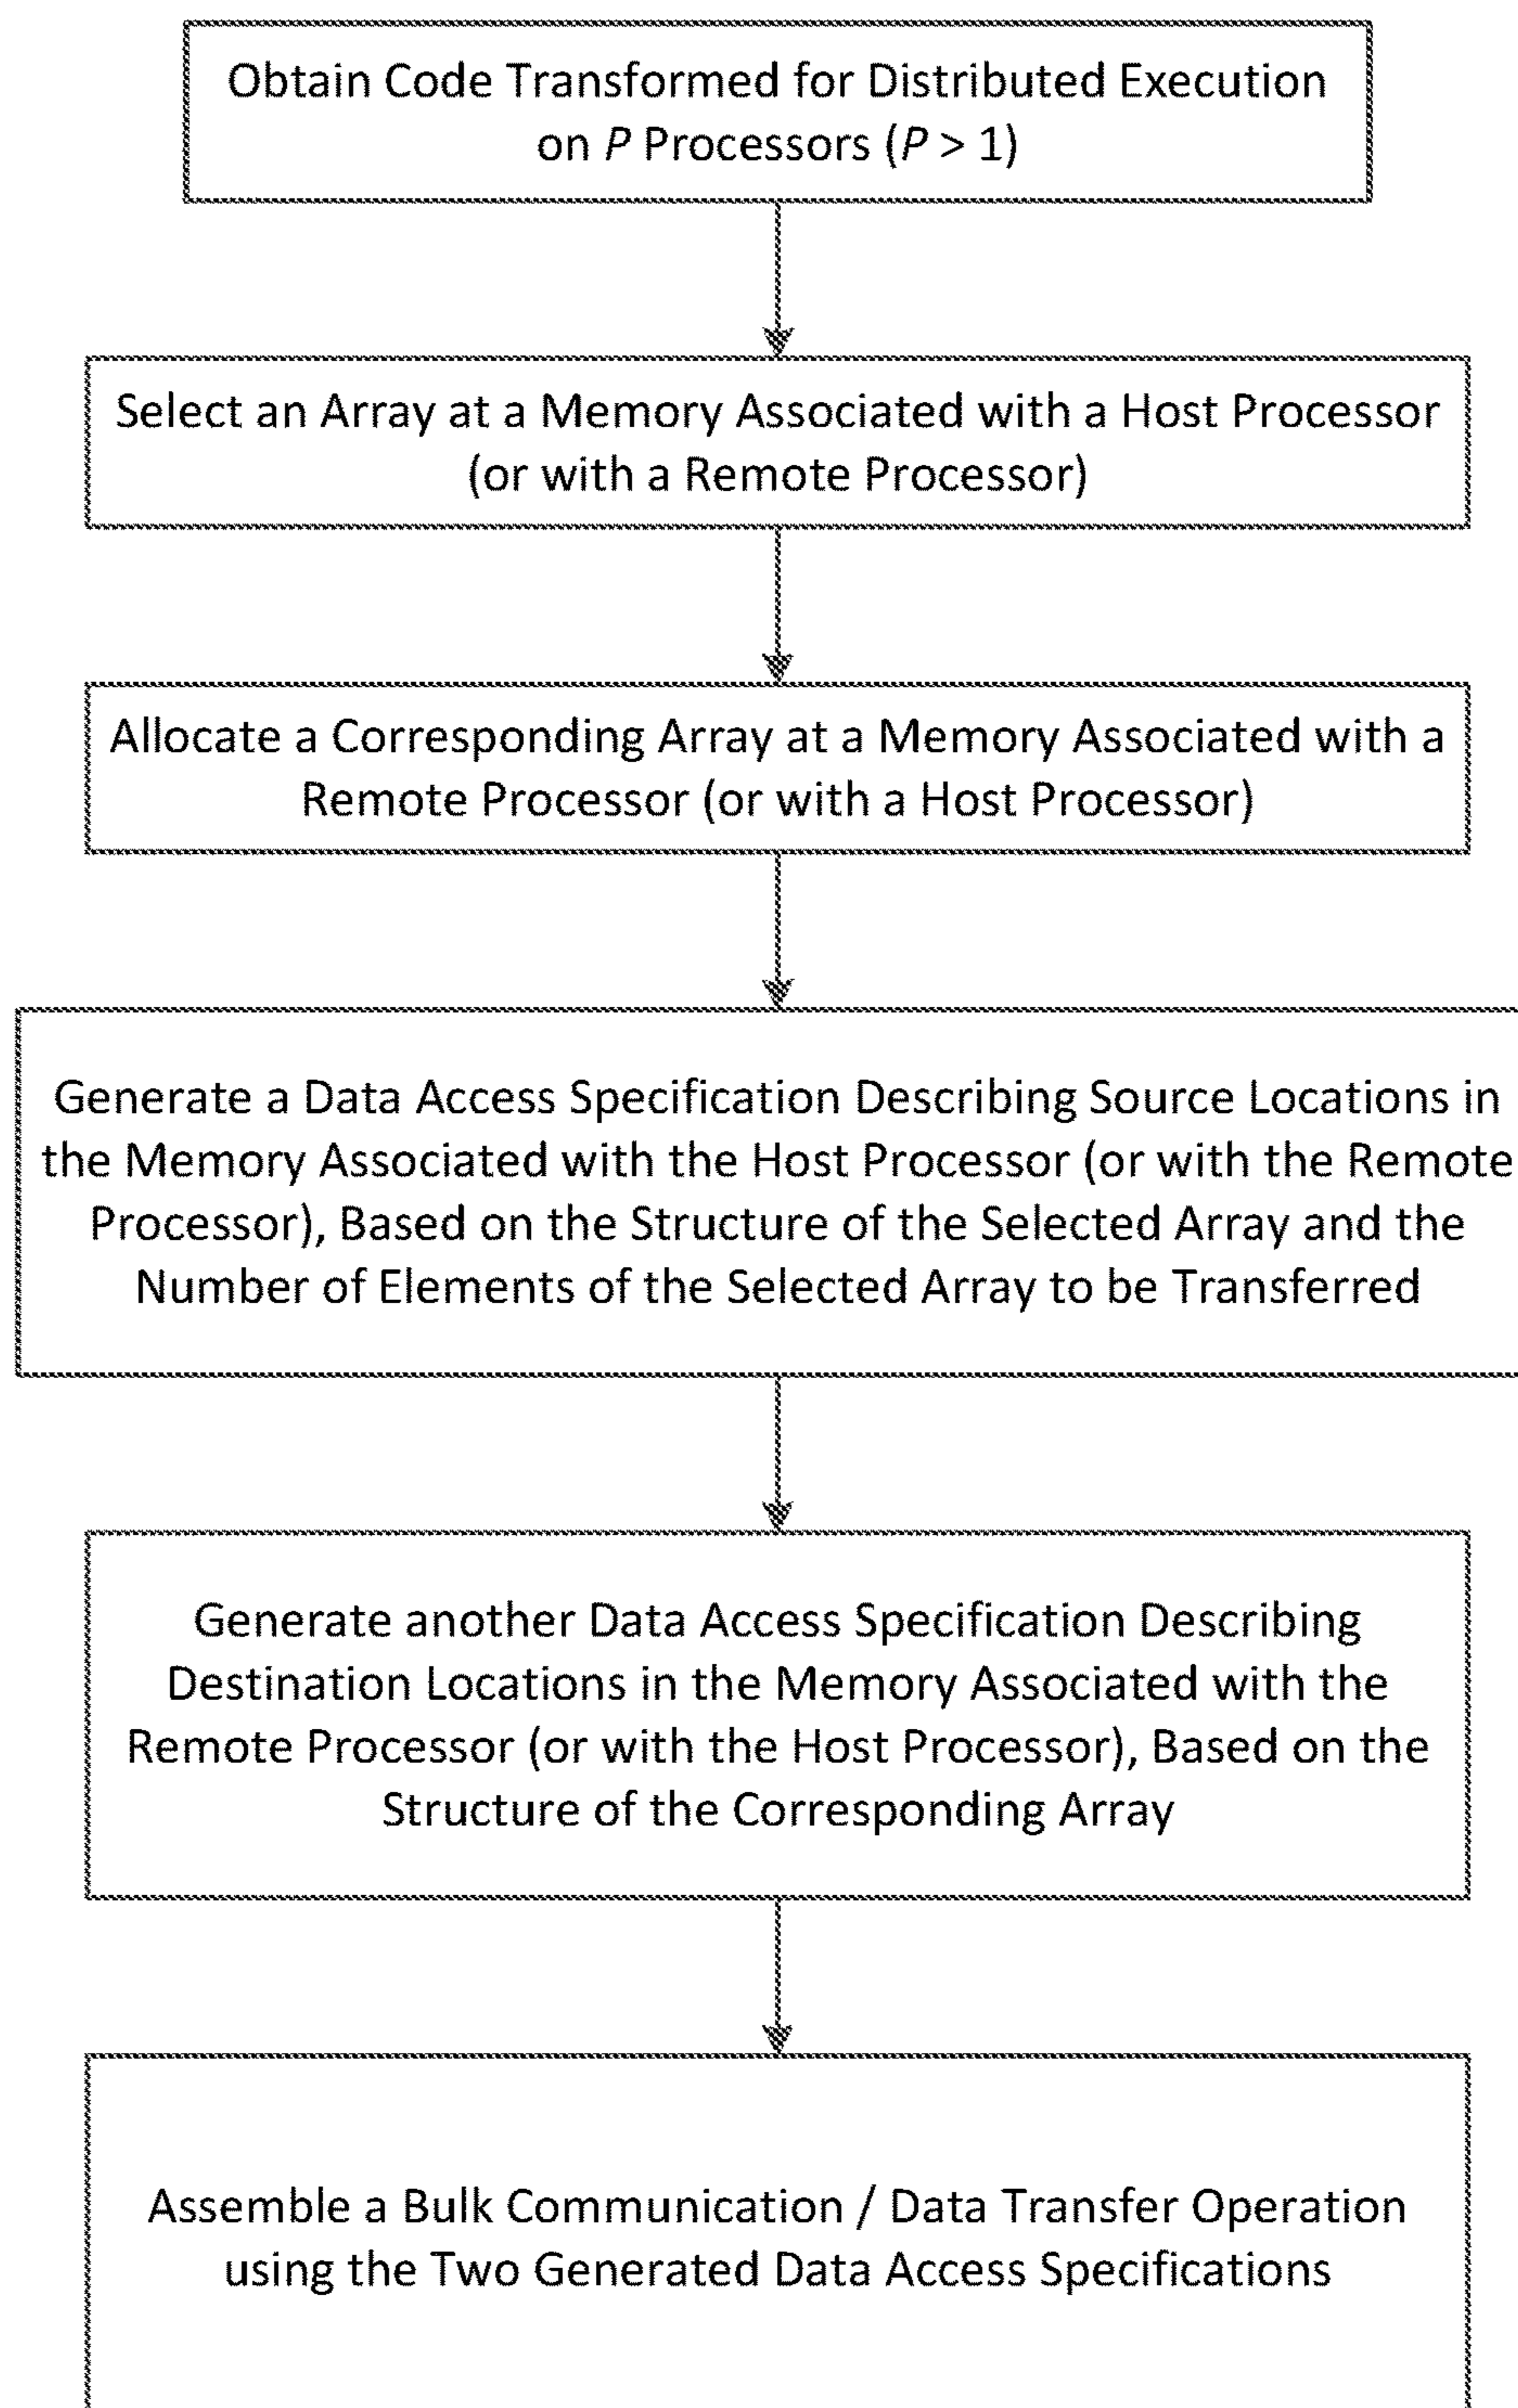 Obtain Code Transformed for Distributed Execution
on P Processors (P > 1)
Select an Array at a Memory Associated with a Host Processor
(or with a Remote Processor)
Allocate a Corresponding Array at a Memory Associated with a
Remote Processor (or with a Host Processor)
Generate a Data Access Specification Describing Source Locations in
the Memory Associated with the Host Processor (or with the Remote
Processor), Based on the Structure of the Selected Array and the
Number of Elements of the Selected Array to be Transferred
Generate another Data Access Specification Describing
Destination Locations in the Memory Associated with the
Remote Processor (or with the Host Processor), Based on the
Structure of the Corresponding Array
Assemble a Bulk Communication / Data Transfer Operation
using the Two Generated Data Access Specifications